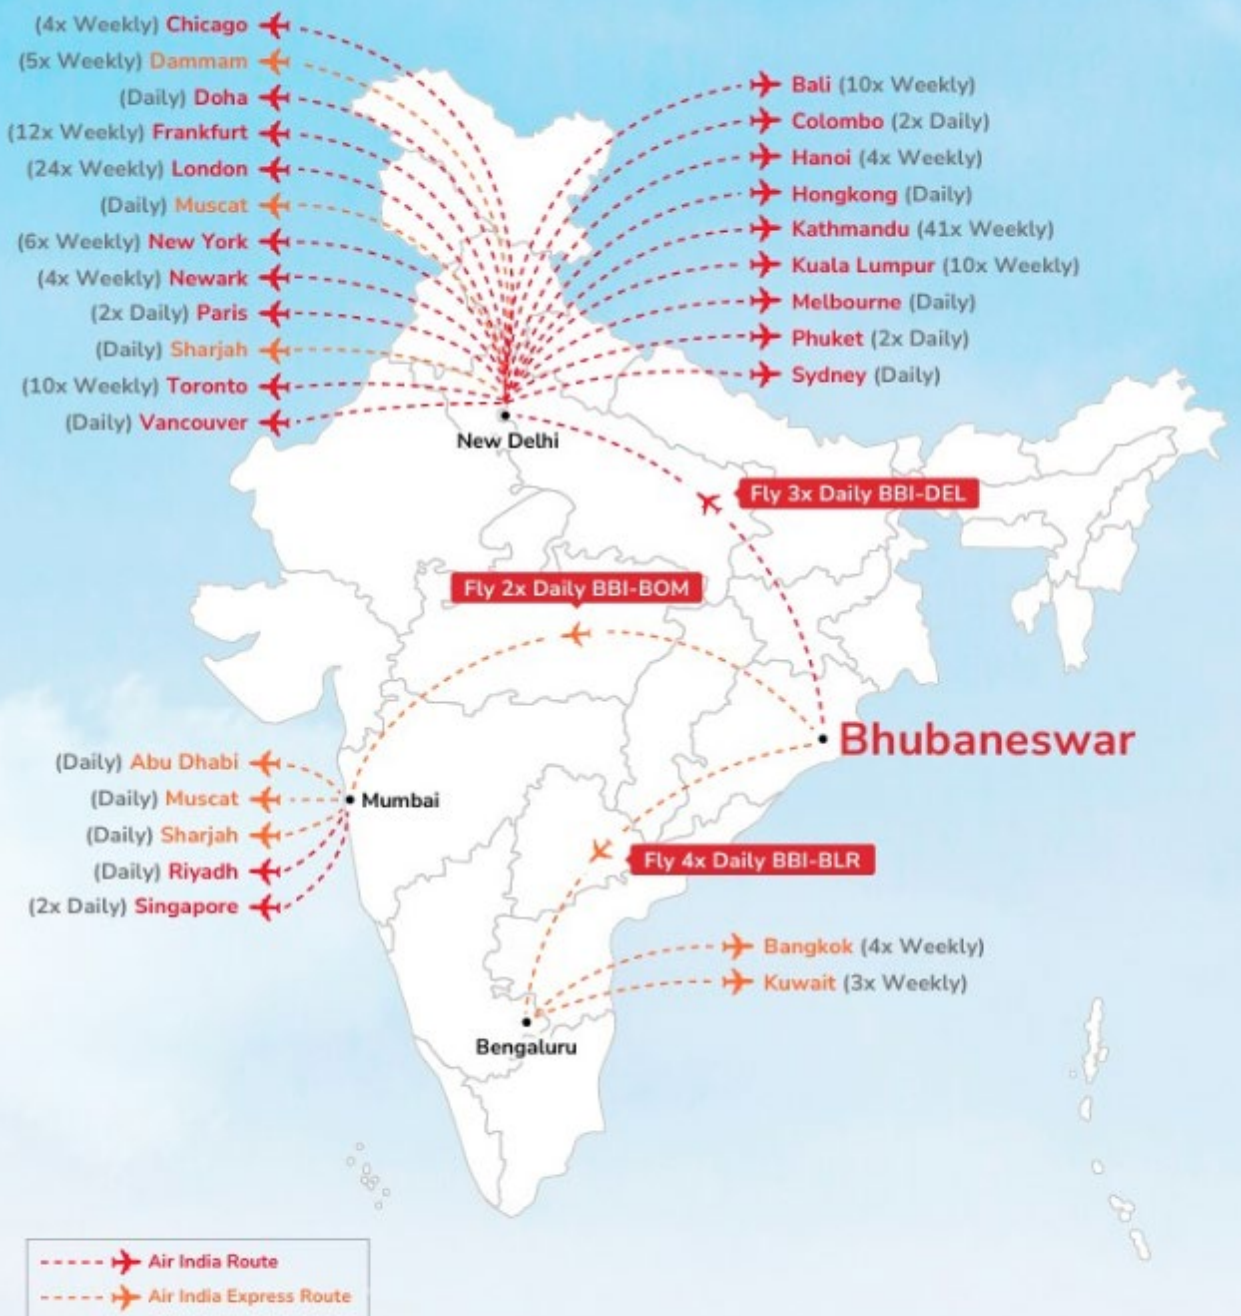 (4x Weekly) Chicago
(5x Weekly) Dammam
(Daily) Doha
(12x Weekly) Frankfurt
(24x Weekly) London
(Daily) Muscat
(6x Weekly) New York
(4x Weekly) Newark
(2x Daily) Paris
(Daily) Sharjah
(10x Weekly) Toronto
(Daily) Vancouver
Bali (10x Weekly)
Colombo (2x Daily)
Hanoi (4x Weekly)
Hongkong (Daily)
Kathmandu (41x Weekly)
Kuala Lumpur (10x Weekly)
Melbourne (Daily)
Phuket (2x Daily)
Sydney (Daily)
New Delhi
Fly 3x Daily BBI-DEL
Fly 2x Daily BBI-BOM
Bhubaneswar
(Daily) Abu Dhabi
(Daily) Muscat
(Daily) Sharjah
(Daily) Riyadh
(2x Daily) Singapore
Mumbai
Fly 4x Daily BBI-BLR
Bangkok (4x Weekly)
Kuwait (3x Weekly)
Bengaluru
Air India Route
Air India Express Route